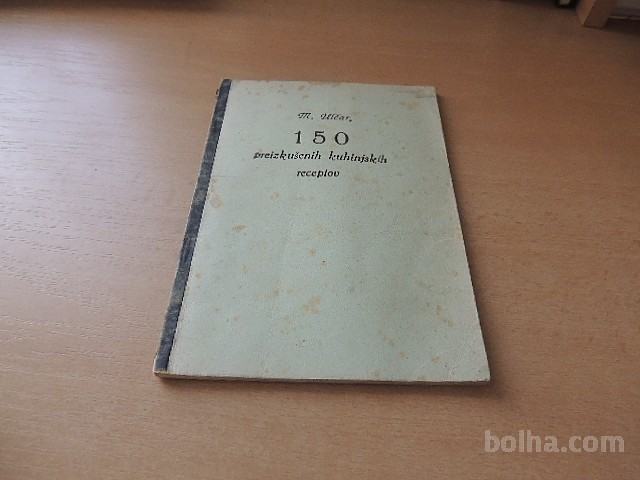 M. Ulčar,
150
preizkušenih kuhinjskih
receptov
bolha.com